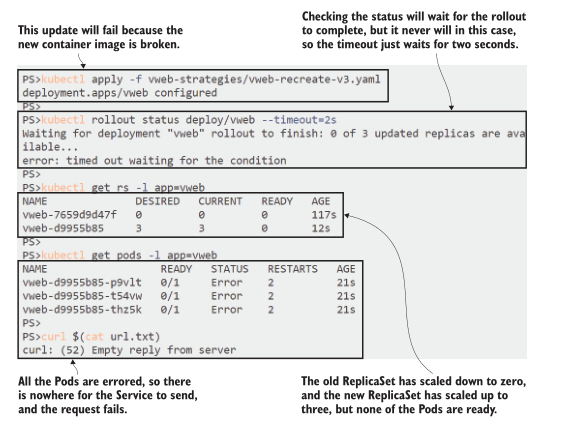 This update will fail because the
new container image is broken.
Checking the status will wait for the rollout
to complete, but it never will in this case,
so the timeout just waits for two seconds.
PS>kubectl apply -f vweb-strategies/vweb-recreate-v3.yaml
deployment.apps/vweb configured
PS>
PS>kubectl rollout status deploy/vweb --timeout=2s
Waiting for deployment "vweb" rollout to finish: 0 of 3 updated replicas are ava
ilable...
error: timed out waiting for the condition
PS>
PS>kubectl get rs -l app=vweb
NAME DESIRED CURRENT READY AGE
vweb-7659d9d47f 0 0 0 117s
vweb-d9955b85 3 3 0 12s
PS>
PS>kubectl get pods -l app=vweb
NAME READY STATUS RESTARTS AGE
vweb-d9955b85-p9vlt 0/1 Error 2 21s
vweb-d9955b85-t54vw 0/1 Error 2 21s
vweb-d9955b85-thz5k 0/1 Error 2 21s
PS>
PS>curl $(cat url.txt)
curl: (52) Empty reply from server
All the Pods are errored, so there
is nowhere for the Service to send,
and the request fails.
The old ReplicaSet has scaled down to zero,
and the new ReplicaSet has scaled up to
three, but none of the Pods are ready.